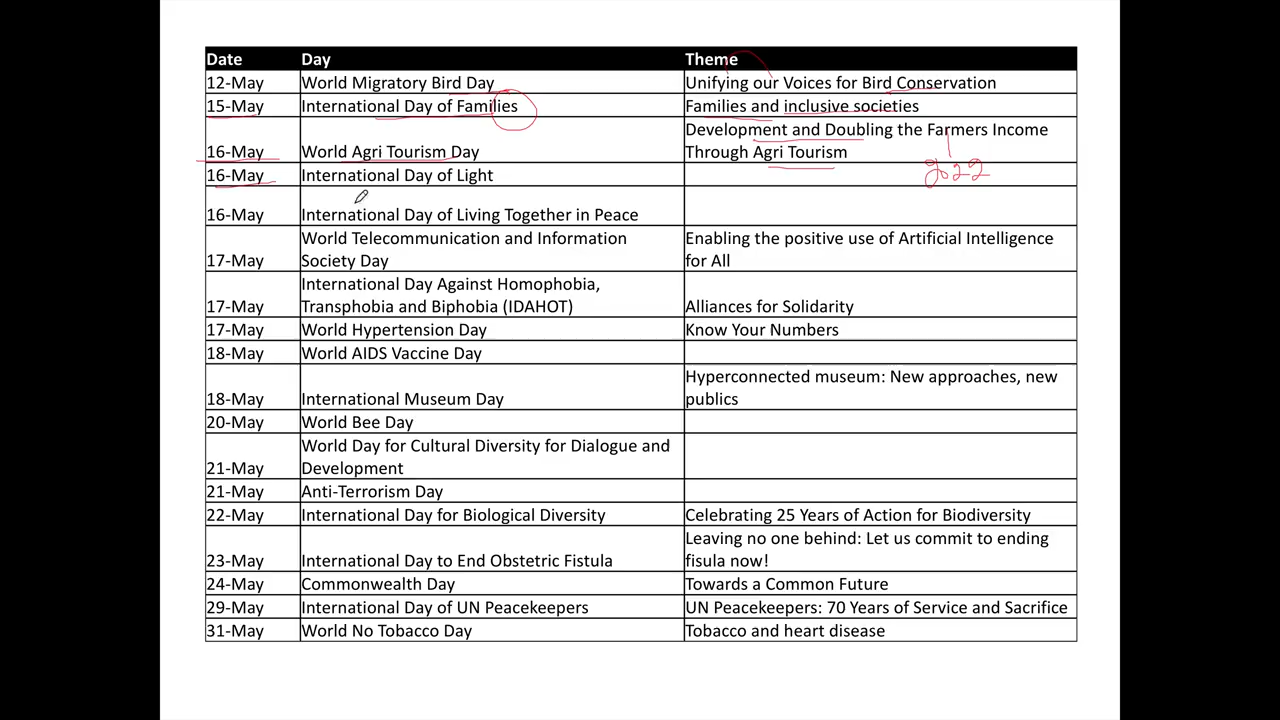 Date Day Theme
12-May World Migratory Bird Day Unifying our Voices for Bird Conservation
15-May International Day of Families Families and inclusive societies
Development and Doubling the Farmers Income
16-May World Agri Tourism Day Through Agri Tourism
2022
16-May International Day of Light
16-May International Day of Living Together in Peace
World Telecommunication and Information Enabling the positive use of Artificial Intelligence
17-May Society Day for All
International Day Against Homophobia,
17-May Transphobia and Biphobia (IDAHOT) Alliances for Solidarity
17-May World Hypertension Day Know Your Numbers
18-May World AIDS Vaccine Day
Hyperconnected museum: New approaches, new
18-May International Museum Day publics
20-May World Bee Day
World Day for Cultural Diversity for Dialogue and
21-May Development
21-May Anti-Terrorism Day
22-May International Day for Biological Diversity Celebrating 25 Years of Action for Biodiversity
Leaving no one behind: Let us commit to ending
23-May International Day to End Obstetric Fistula fisula now!
24-May Commonwealth Day Towards a Common Future
29-May International Day of UN Peacekeepers UN Peacekeepers: 70 Years of Service and Sacrifice
31-May World No Tobacco Day Tobacco and heart disease